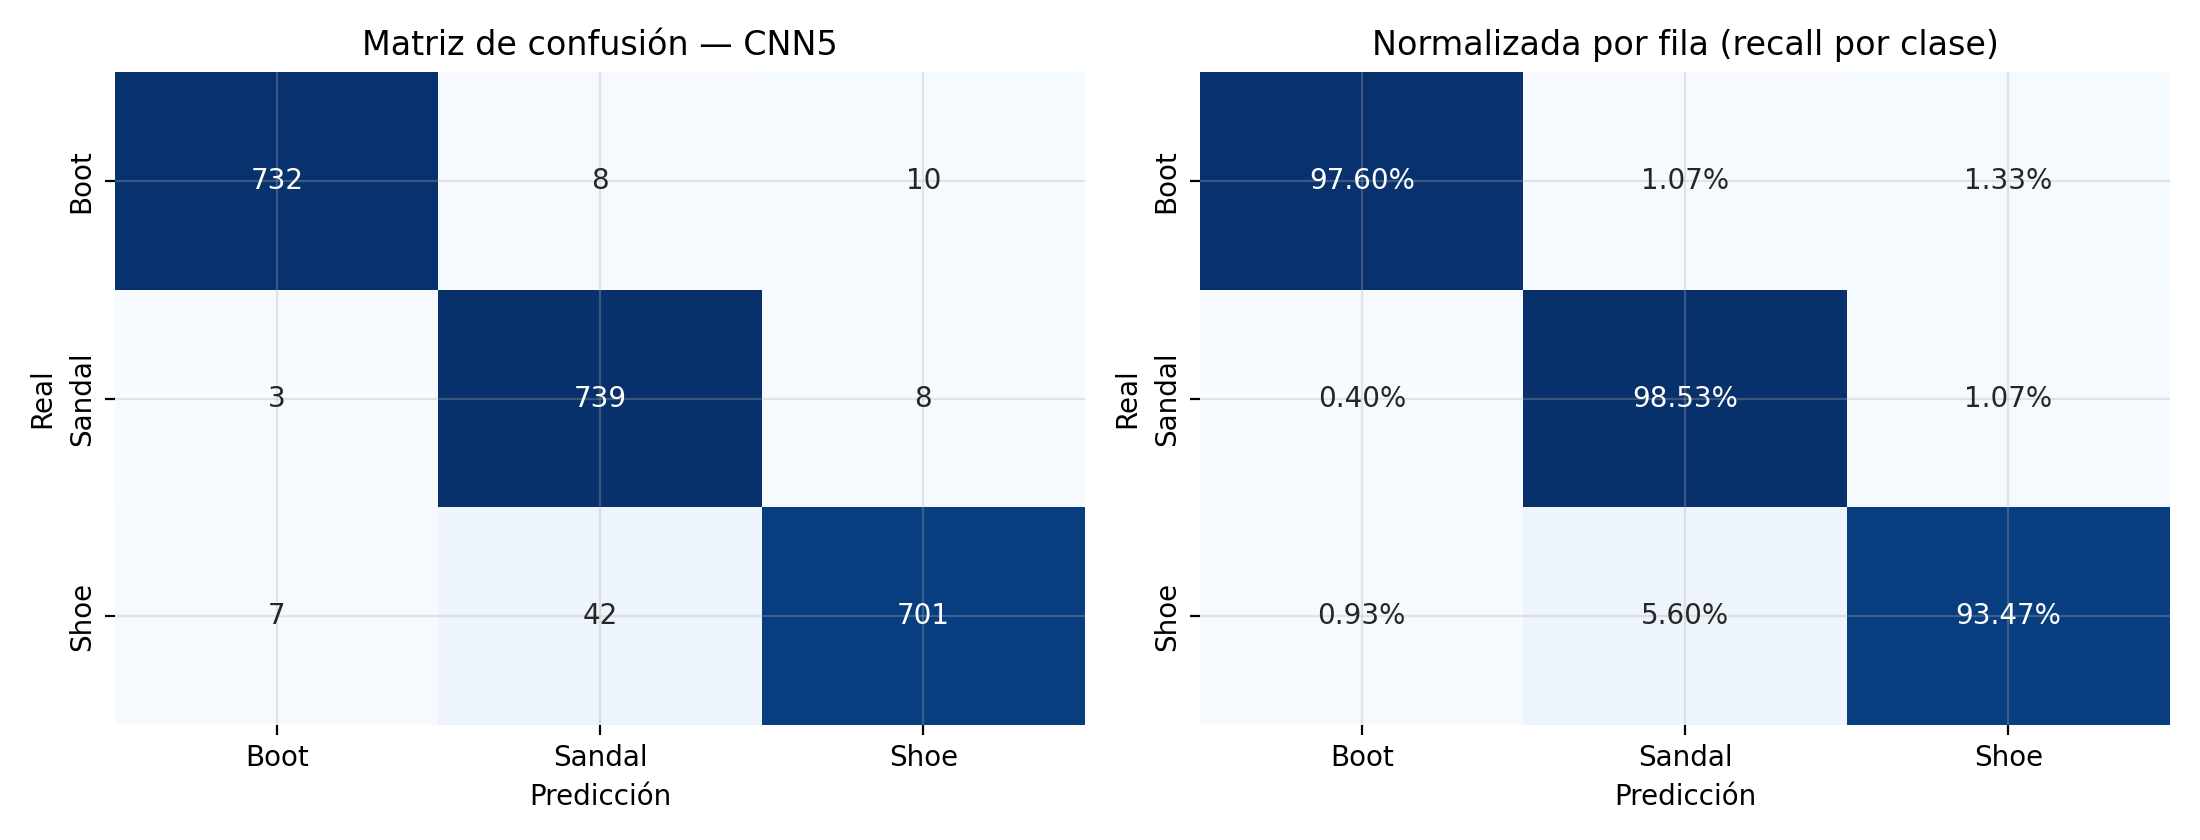 Matriz de confusión — CNN5
Real
Boot
732
8
10
Sandal
3
739
8
Shoe
7
42
701
Boot
Sandal
Shoe
Predicción
Normalizada por fila (recall por clase)
Real
Boot
97.60%
1.07%
1.33%
Sandal
0.40%
98.53%
1.07%
Shoe
0.93%
5.60%
93.47%
Boot
Sandal
Shoe
Predicción